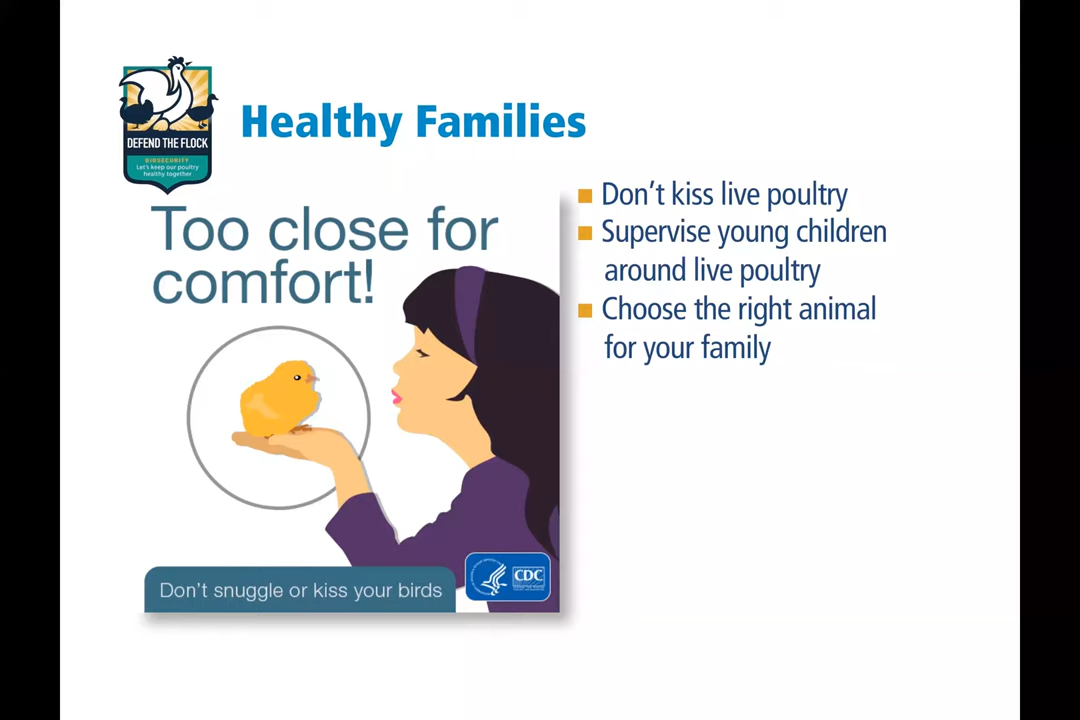 DEFEND THE FLOCK
BIOSECURITY
Let's keep our poultry
healthy together
Healthy Families
Too close for
comfort!
Don't snuggle or kiss your birds
CDC
Don't kiss live poultry
Supervise young children
around live poultry
Choose the right animal
for your family